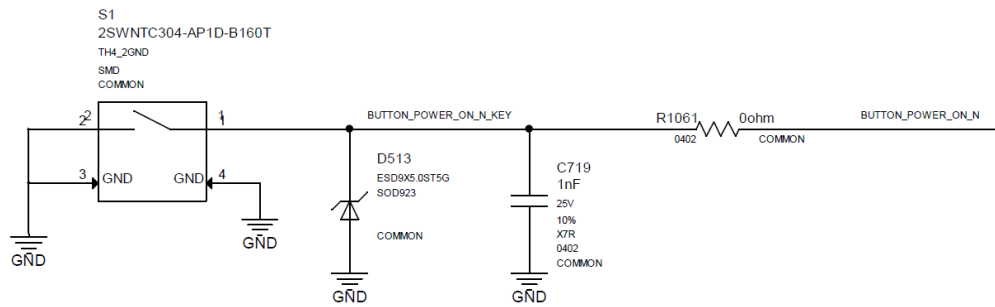 S1
2SWNTC304-AP1D-B160T
TH4_2GND
SMD
COMMON
2 2 1 1
BUTTON_POWER_ON_N_KEY
R1061 0ohm
0402 COMMON
BUTTON_POWER_ON_N
3 GND GND 4
D513
ESD9X5.0ST5G
SOD923
COMMON
C719
1nF
25V
10%
X7R
0402
COMMON
GND
GND
GND
GND